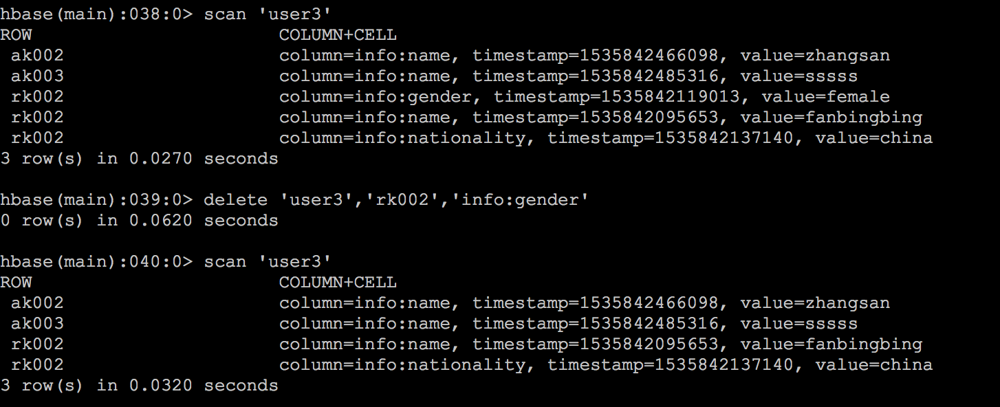 hbase(main):038:0> scan 'user3'
ROW                          COLUMN+CELL
 ak002                       column=info:name, timestamp=1535842466098, value=zhangsan
 ak003                       column=info:name, timestamp=1535842485316, value=sssss
 rk002                       column=info:gender, timestamp=1535842119013, value=female
 rk002                       column=info:name, timestamp=1535842095653, value=fanbingbing
 rk002                       column=info:nationality, timestamp=1535842137140, value=china
3 row(s) in 0.0270 seconds

hbase(main):039:0> delete 'user3','rk002','info:gender'
0 row(s) in 0.0620 seconds

hbase(main):040:0> scan 'user3'
ROW                          COLUMN+CELL
 ak002                       column=info:name, timestamp=1535842466098, value=zhangsan
 ak003                       column=info:name, timestamp=1535842485316, value=sssss
 rk002                       column=info:name, timestamp=1535842095653, value=fanbingbing
 rk002                       column=info:nationality, timestamp=1535842137140, value=china
3 row(s) in 0.0320 seconds